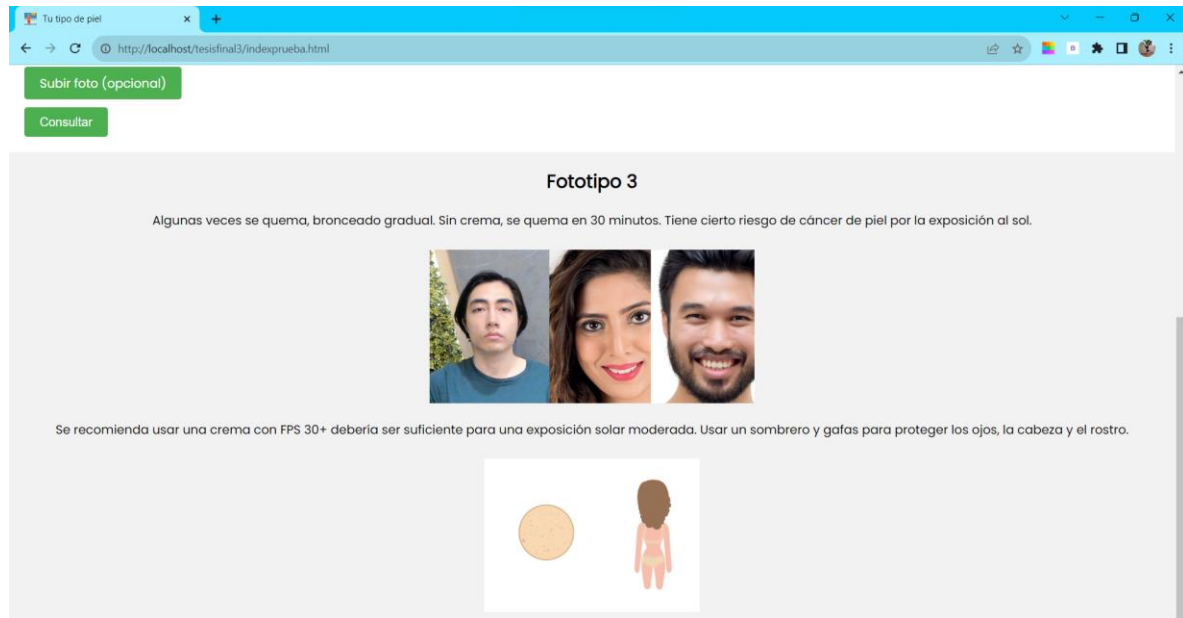 Tu tipo de piel
http://localhost/tesisfinal3/indexprueba.html
Subir foto (opcional)
Consultar
Fototipo 3
Algunas veces se quema, bronceado gradual. Sin crema, se quema en 30 minutos. Tiene cierto riesgo de cáncer de piel por la exposición al sol.
Se recomienda usar una crema con FPS 30+ debería ser suficiente para una exposición solar moderada. Usar un sombrero y gafas para proteger los ojos, la cabeza y el rostro.